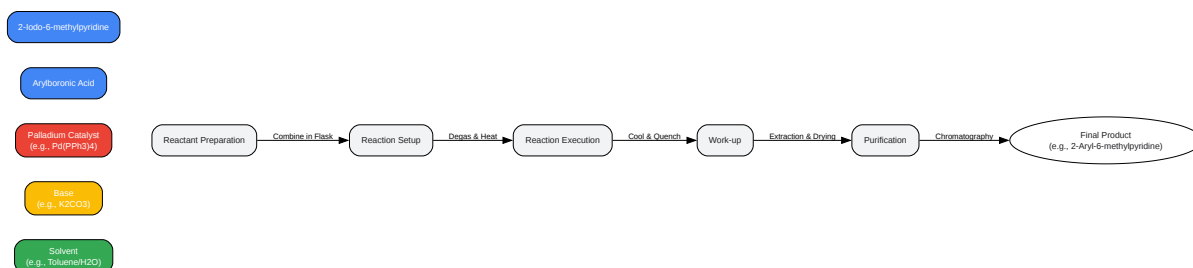 2-Iodo-6-methylpyridine
Arylboronic Acid
Palladium Catalyst
(e.g., Pd(PPh3)4)
Base
(e.g., K2CO3)
Solvent
(e.g., Toluene/H2O)
Reactant Preparation
Combine in Flask
Reaction Setup
Degas & Heat
Reaction Execution
Cool & Quench
Work-up
Extraction & Drying
Purification
Chromatography
Final Product
(e.g., 2-Aryl-6-methylpyridine)